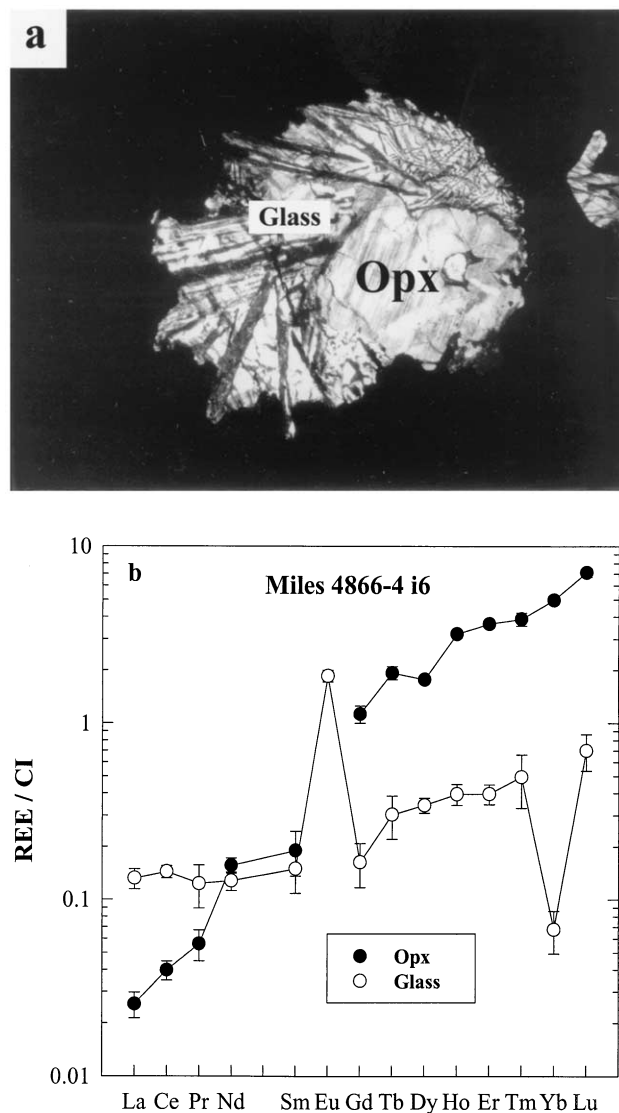 a
Glass
Opx
10
b
Miles 4866-4 i6
1
REE / CI
0.1
Opx
Glass
0.01
La Ce Pr Nd Sm Eu Gd Tb Dy Ho Er Tm Yb Lu